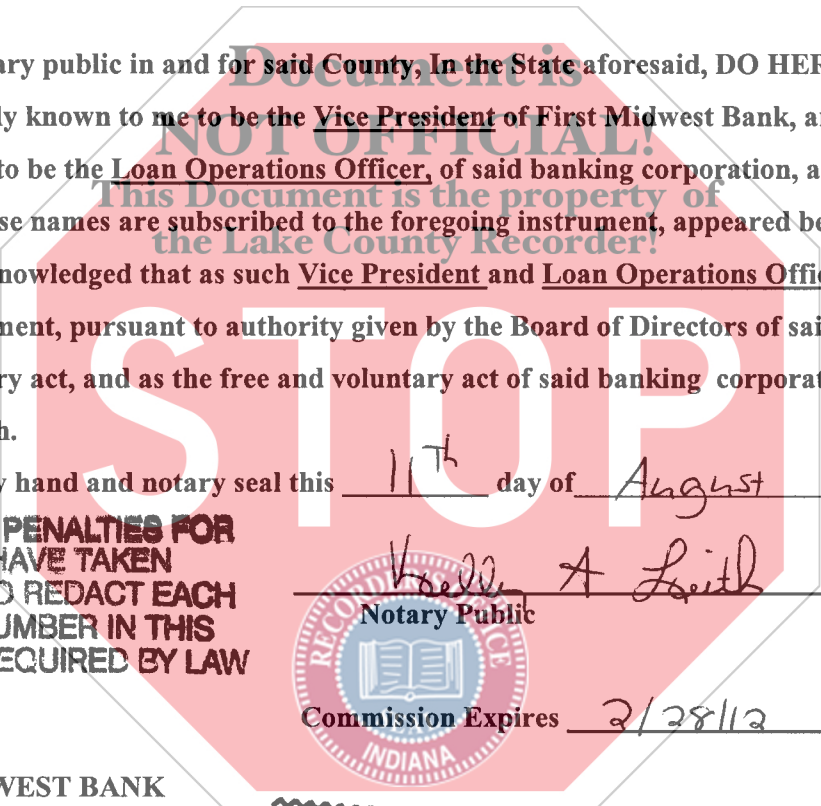 Document is
ary public in and for said County, In the State aforesaid, DO HER
ly known to me to be the Vice President of First Midwest Bank, a
NOT OFFICIAL!
to be the Loan Operations Officer, of said banking corporation, a
This Document is the property of
se names are subscribed to the foregoing instrument, appeared be
the Lake County Recorder!
nowledged that as such Vice President and Loan Operations Offi
ment, pursuant to authority given by the Board of Directors of sai
ry act, and as the free and voluntary act of said banking corporat
h.
STOP
y hand and notary seal this 11th day of August
PENALTIES FOR
HAVE TAKEN
O REDACT EACH
UMBER IN THIS
EQUIRED BY LAW
Kelli A Leith
Notary Public
RECORDER'S OFFICE
SEAL
INDIANA
Commission Expires 2/28/12
WEST BANK